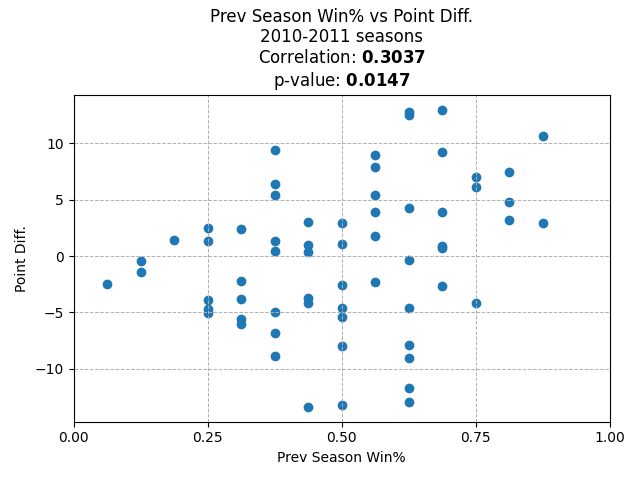 Prev Season Win% vs Point Diff.
2010-2011 seasons
Correlation: 0.3037
p-value: 0.0147
Point Diff.
10
5
0
−5
−10
0.00 0.25 0.50 0.75 1.00
Prev Season Win%